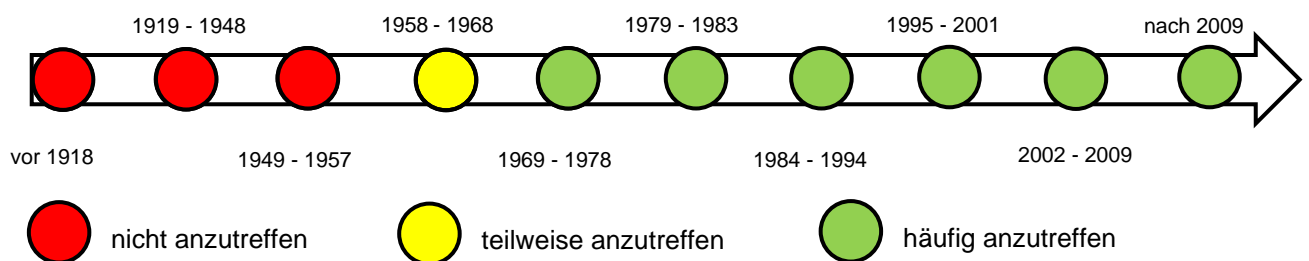 1919 - 1948 1958 - 1968 1979 - 1983 1995 - 2001 nach 2009
vor 1918 1949 - 1957 1969 - 1978 1984 - 1994 2002 - 2009
nicht anzutreffen teilweise anzutreffen häufig anzutreffen